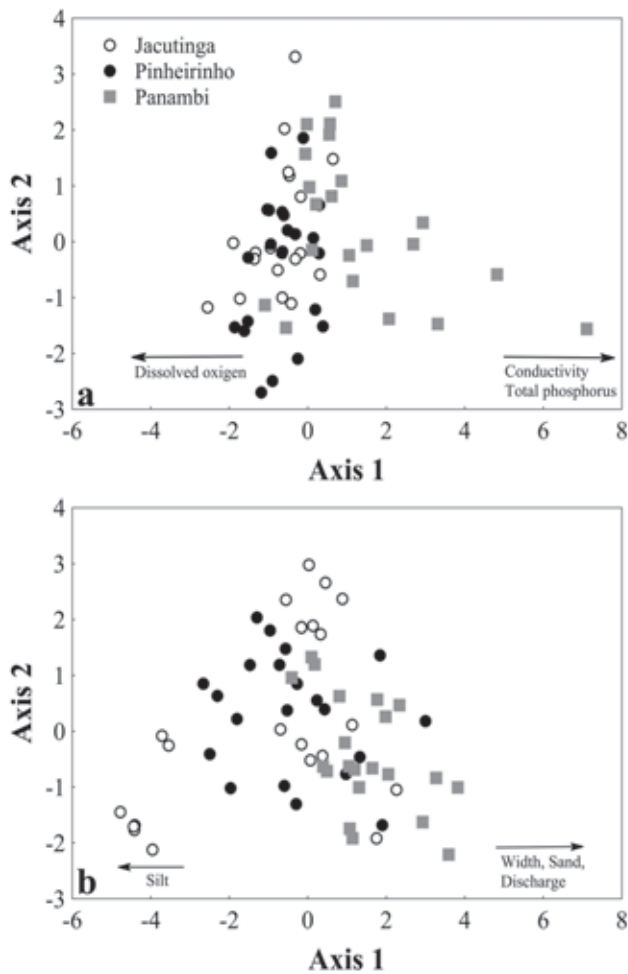 4
3
2
1
0
-1
-2
-3
Axis 2
Jacutinga
Pinheirinho
Panambi
Dissolved oxigen
Conductivity
Total phosphorus
a
-6 -4 -2 0 2 4 6 8
Axis 1
4
3
2
1
0
-1
-2
-3
Axis 2
Silt
Width, Sand,
Discharge
b
-6 -4 -2 0 2 4 6 8
Axis 1